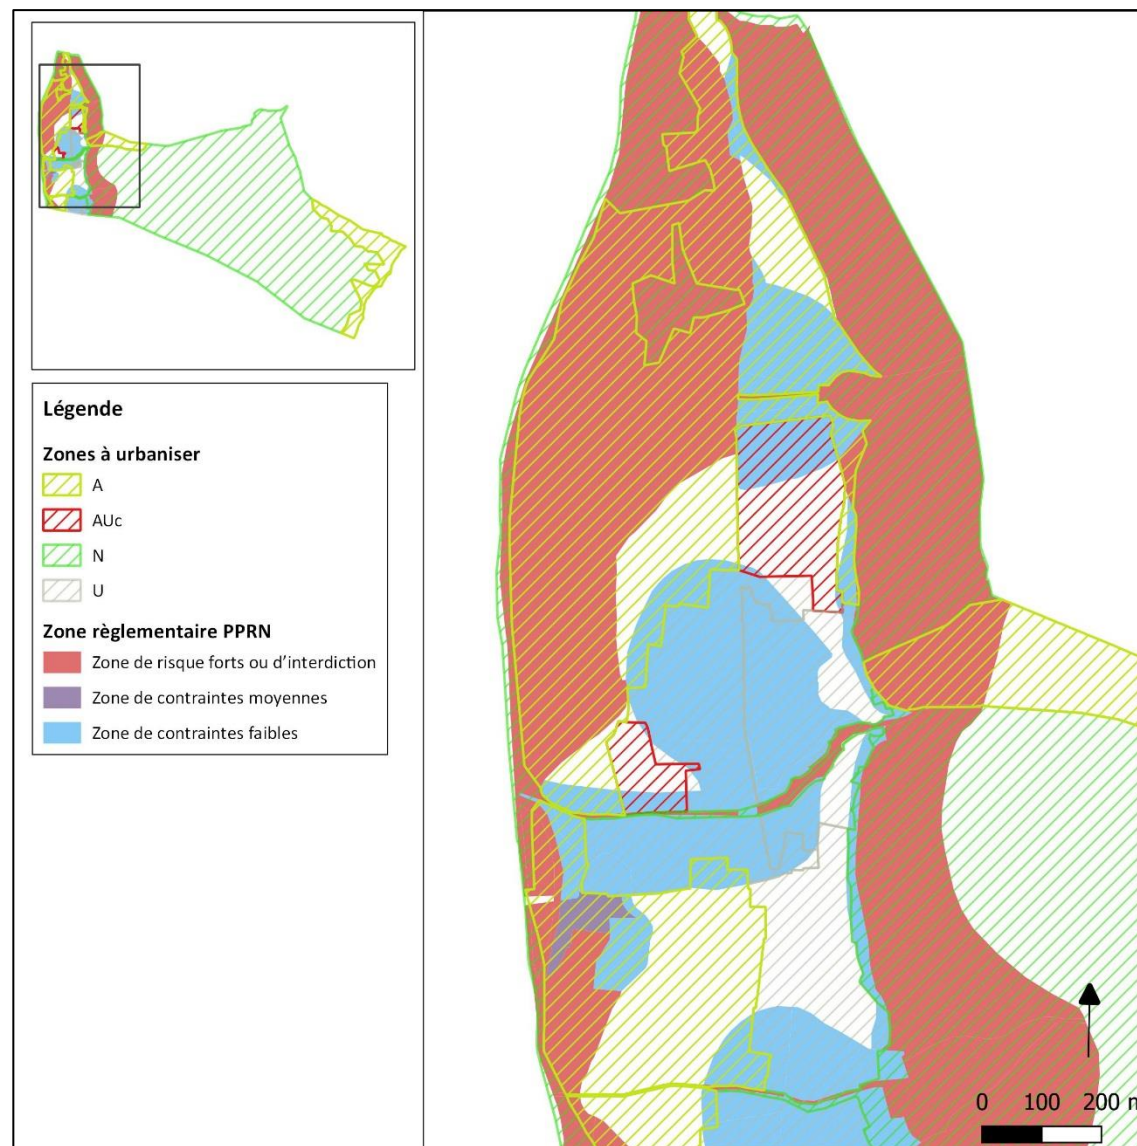 Légende
Zones à urbaniser
A
AUc
N
U
Zone règlementaire PPRN
Zone de risque forts ou d'interdiction
Zone de contraintes moyennes
Zone de contraintes faibles
0 100 200 m